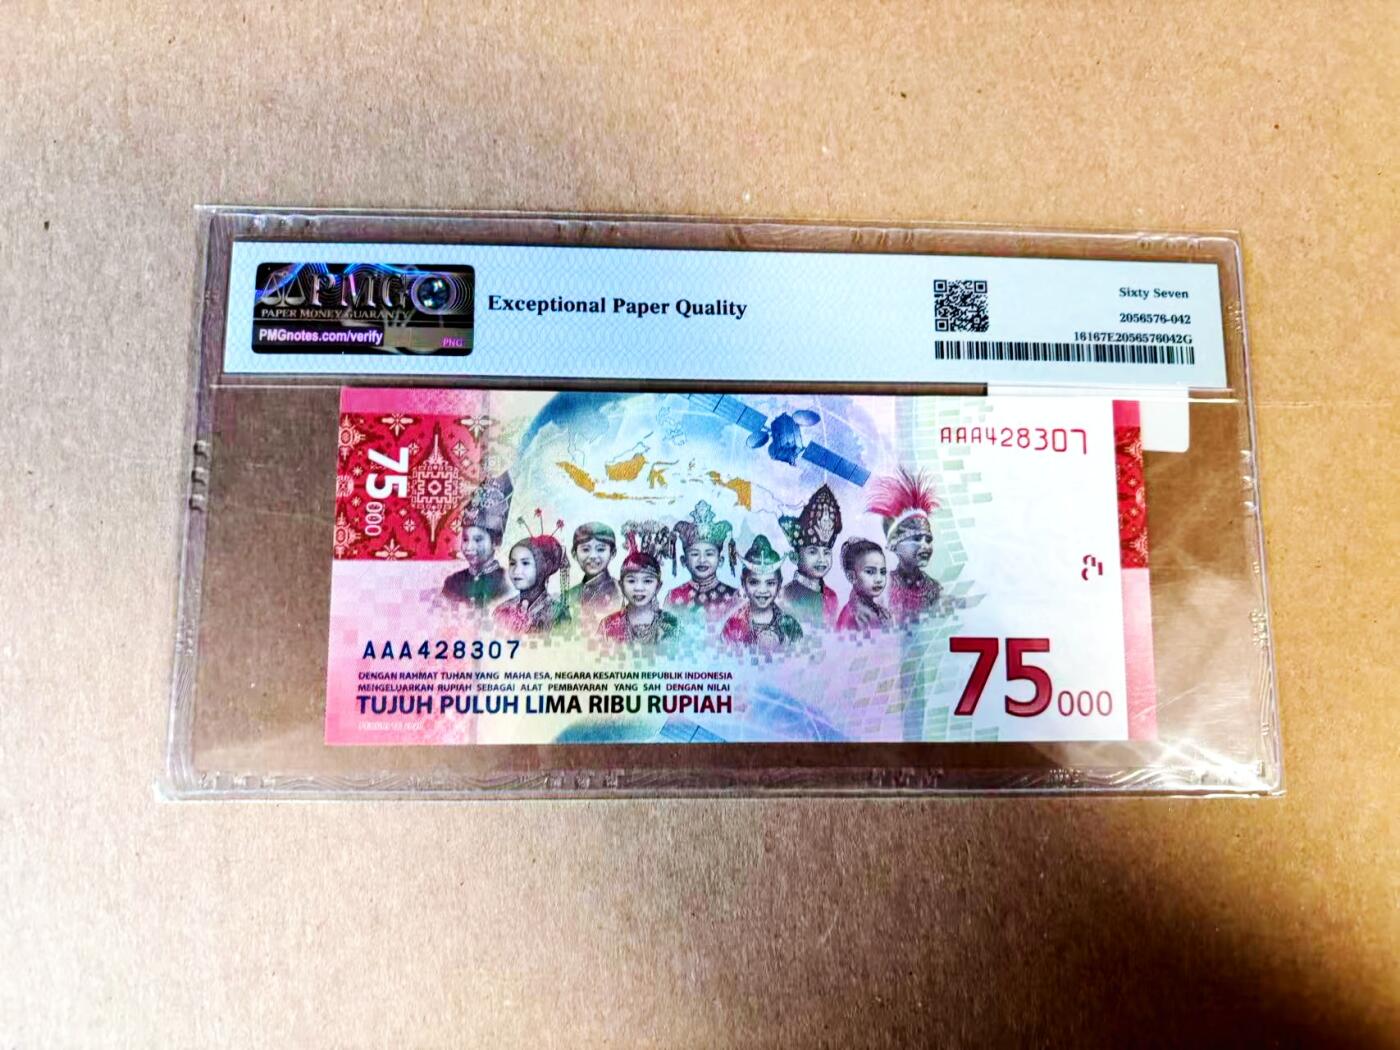 PMG
PAPER MONEY GUARANTY
PMGnotes.com/verify
PNG
Exceptional Paper Quality
Sixty Seven
2056576-042
16167E2056576042G
75000
AAA428307
AAA428307
DENGAN RAHMAT TUHAN YANG MAHA ESA, NEGARA KESATUAN REPUBLIK INDONESIA
MENGELUARKAN RUPIAH SEBAGAI ALAT PEMBAYARAN YANG SAH DENGAN NILAI
TUJUH PULUH LIMA RIBU RUPIAH
75000